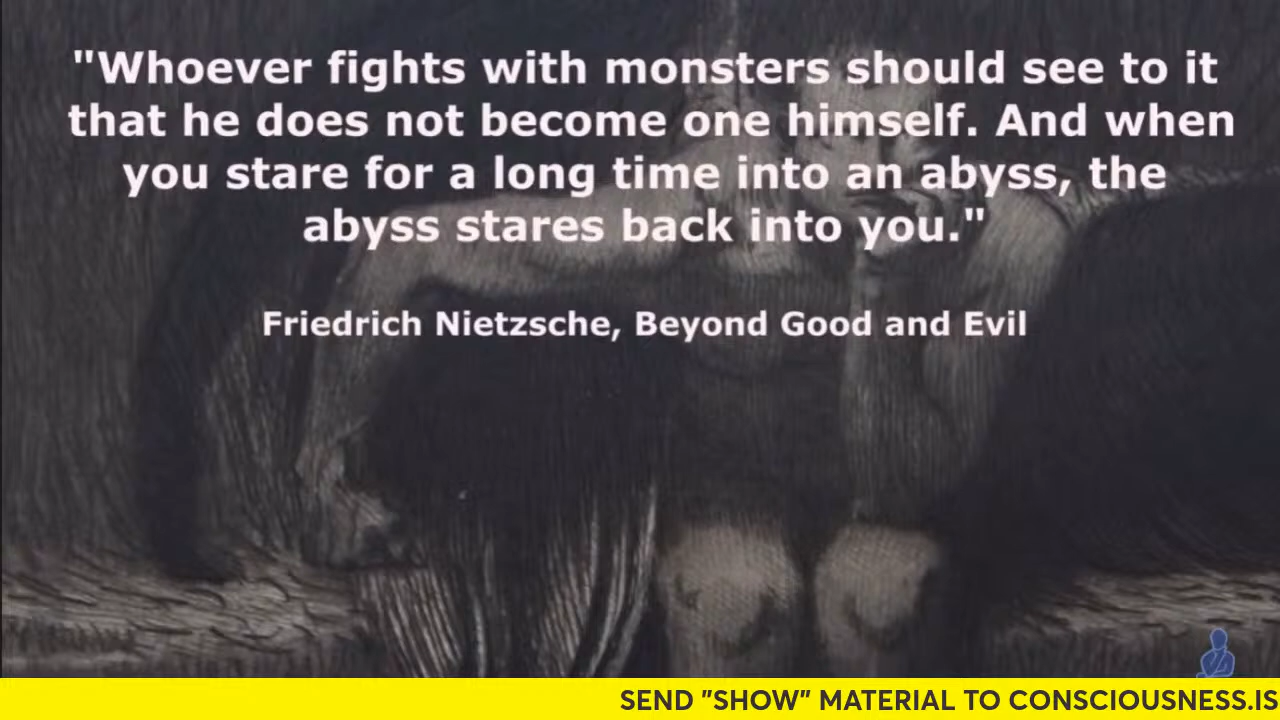 "Whoever fights with monsters should see to it
that he does not become one himself. And when
you stare for a long time into an abyss, the
abyss stares back into you."
Friedrich Nietzsche, Beyond Good and Evil
SEND "SHOW" MATERIAL TO CONSCIOUSNESS.IS